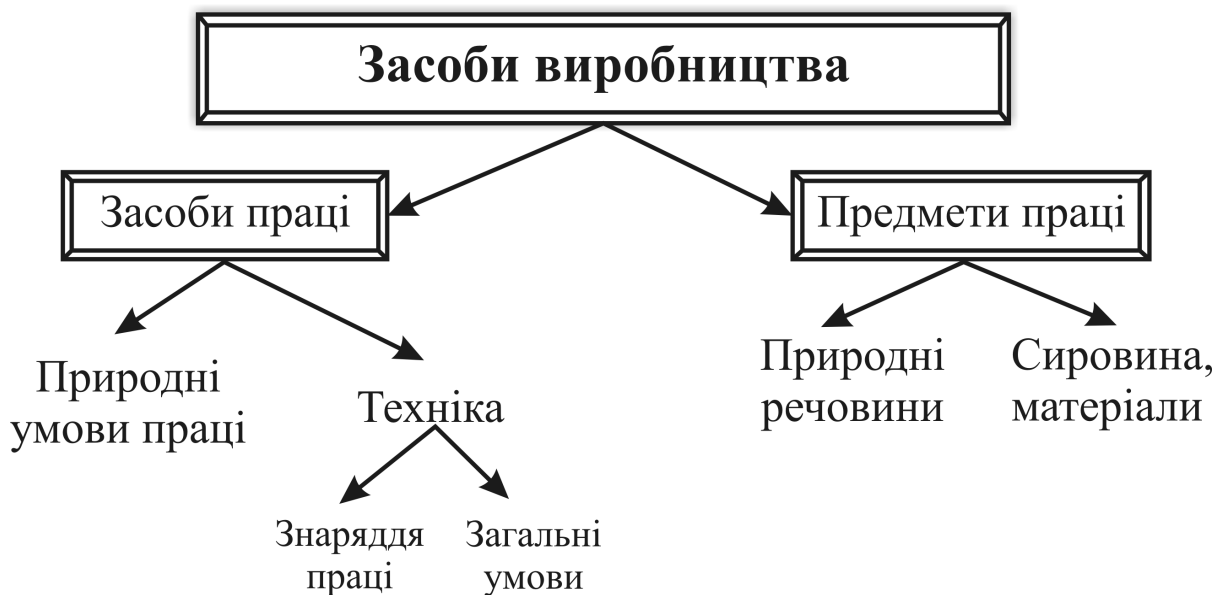 Засоби виробництва
Засоби праці
Предмети праці
Природні
умови праці
Техніка
Природні
речовини
Сировина,
матеріали
Знаряддя
праці
Загальні
умови